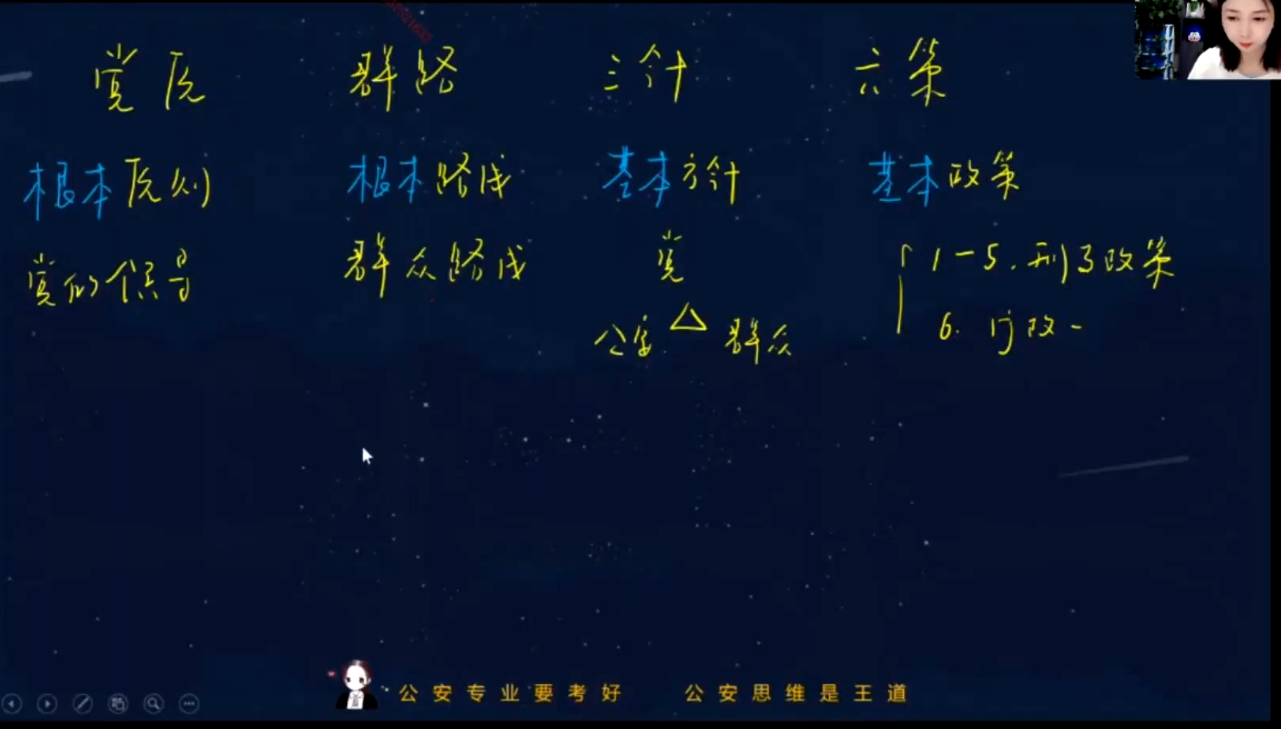 党原 群路 三针 六策
根本原则 根本路线 基本方针 基本政策
党的领导 群众路线 党 1-5.刑事政策
公安 △ 群众 6. 行政-
公安专业要考好 公安思维是王道